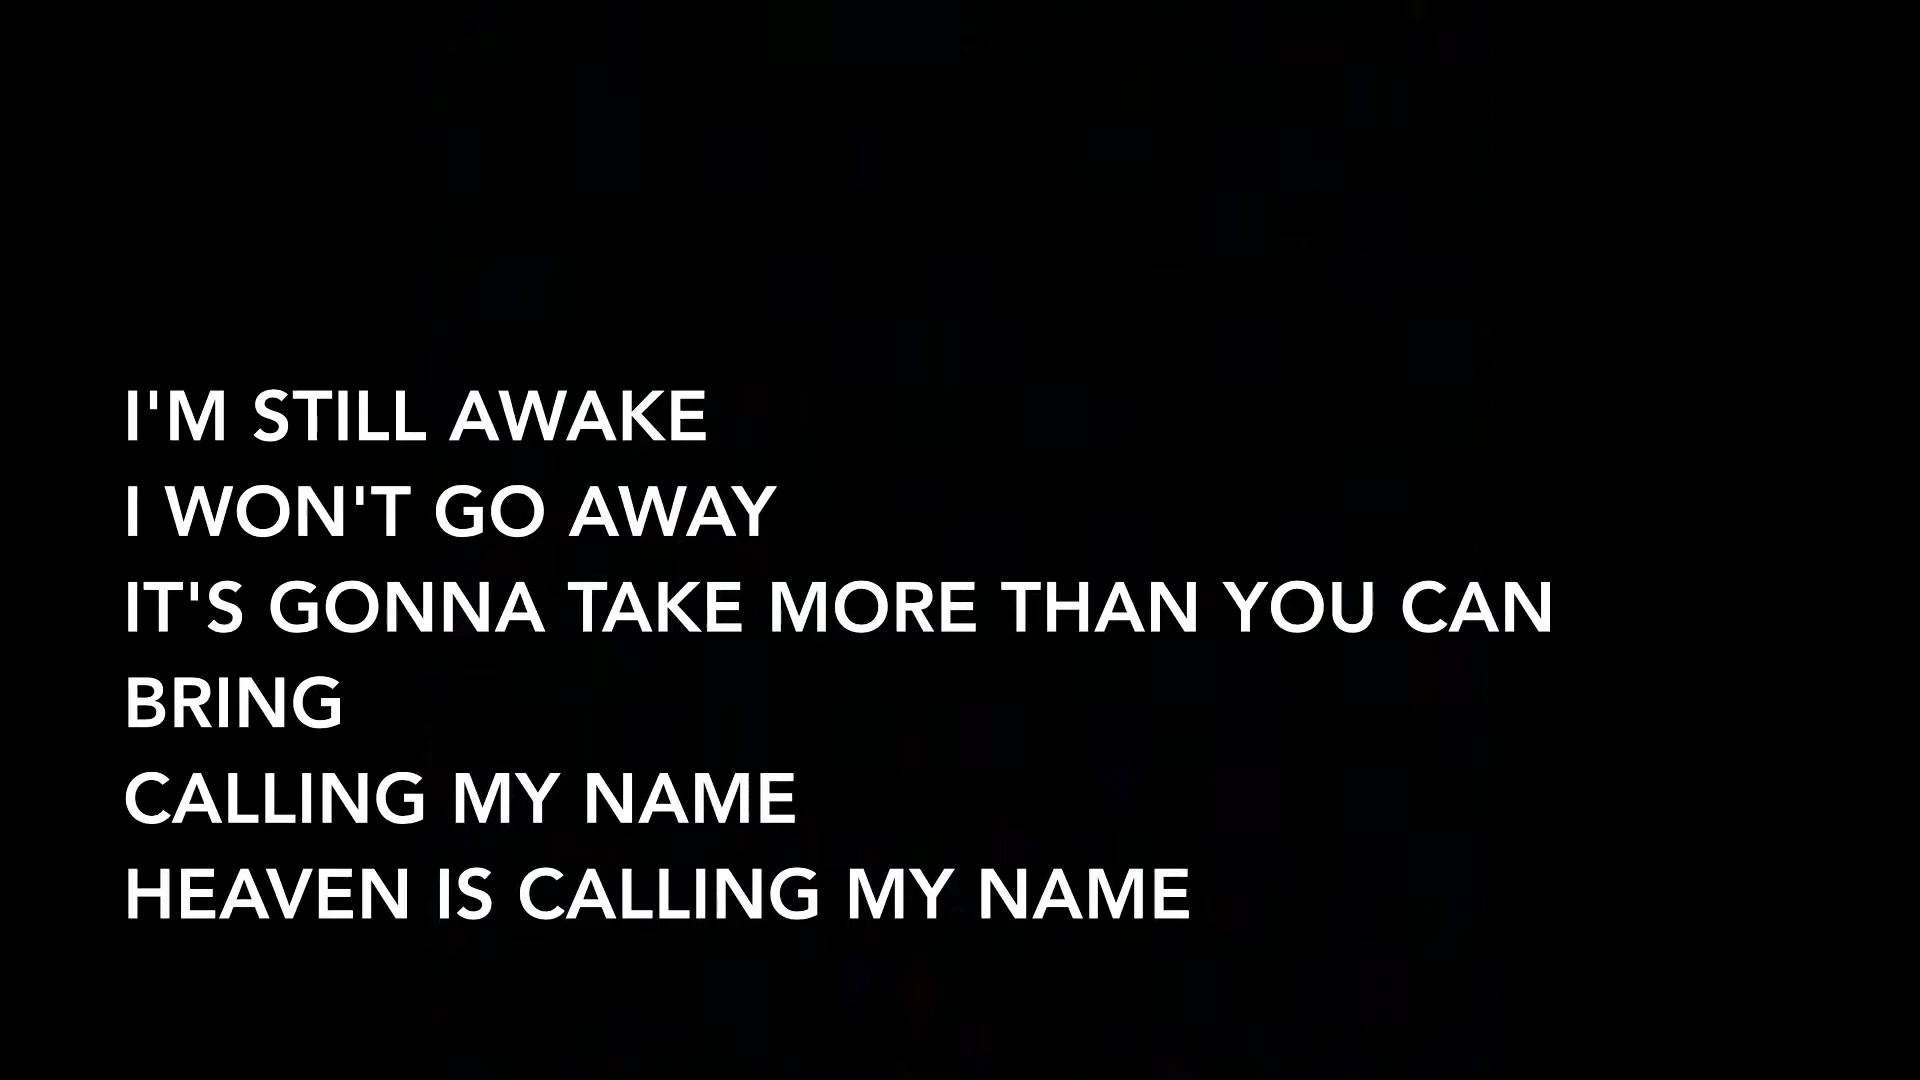 I'M STILL AWAKE
I WON'T GO AWAY
IT'S GONNA TAKE MORE THAN YOU CAN
BRING
CALLING MY NAME
HEAVEN IS CALLING MY NAME